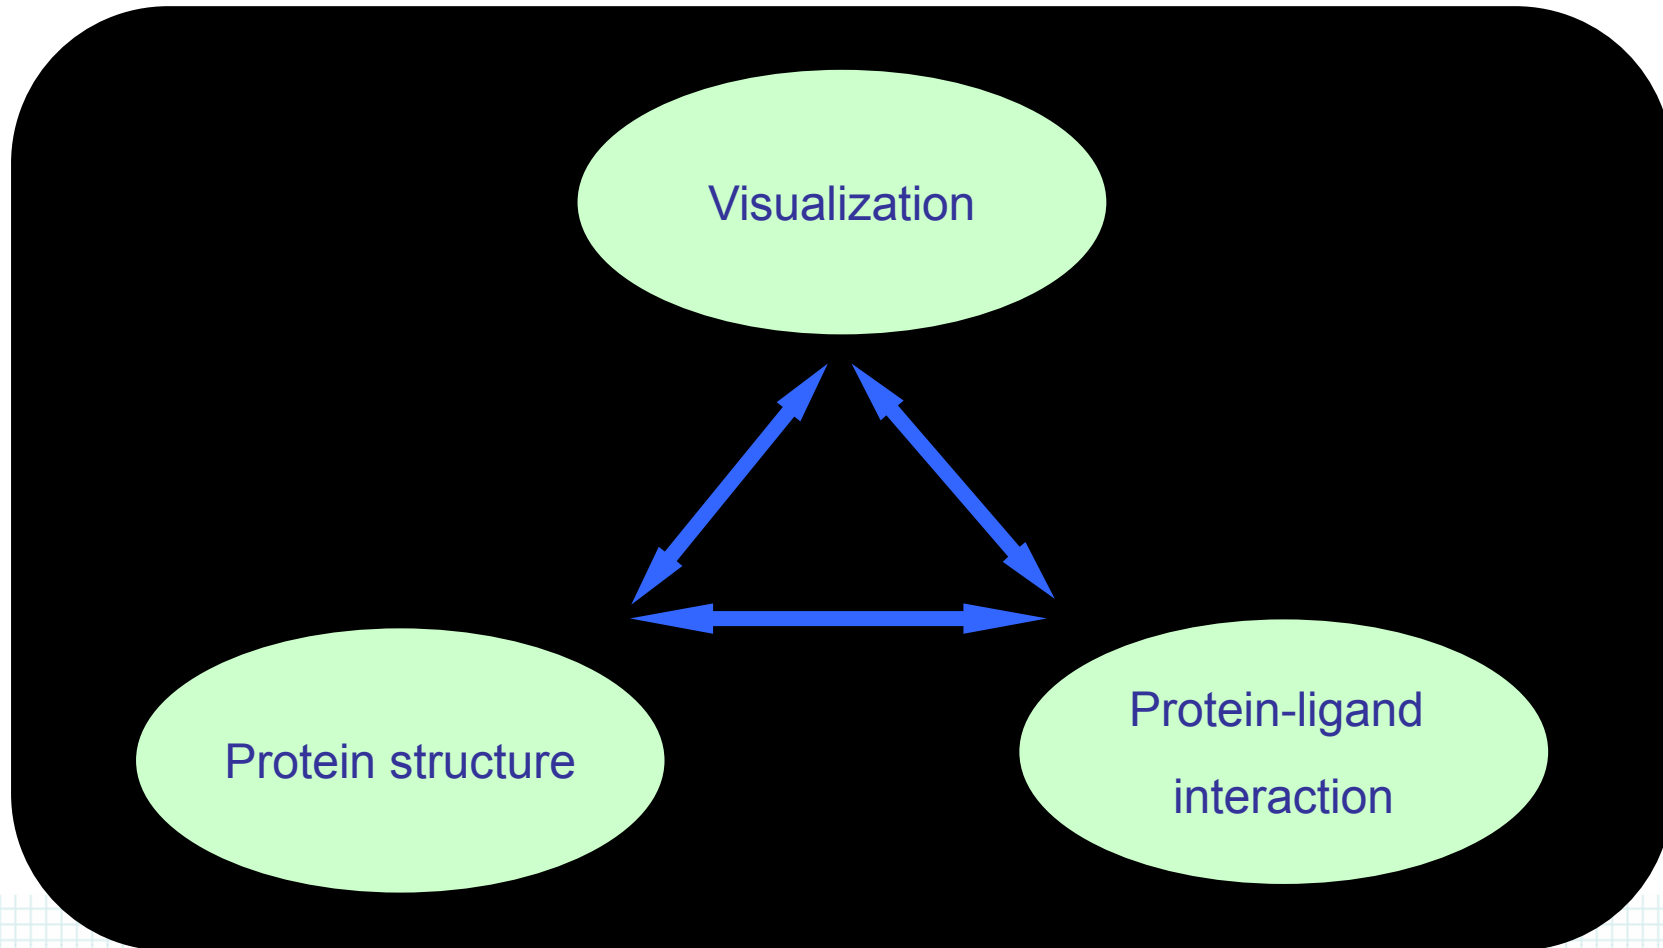 Visualization
Protein structure
Protein-ligand
interaction